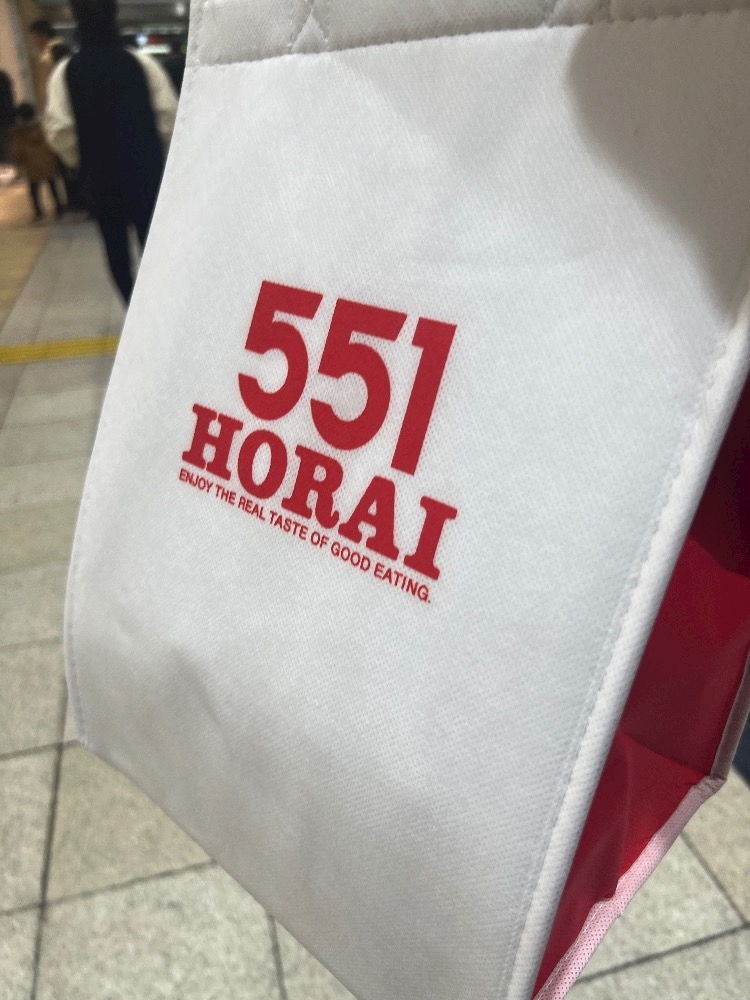 551
HORAI
ENJOY THE REAL TASTE OF GOOD EATING.